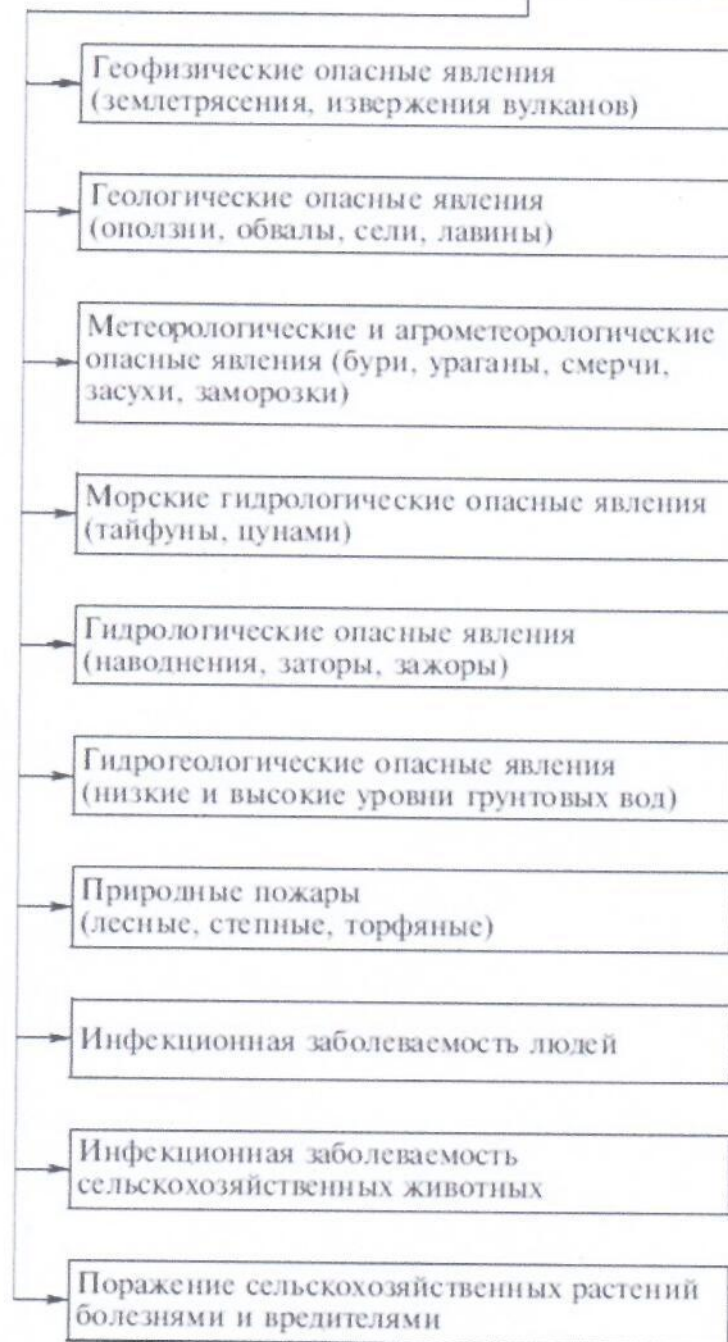 Геофизические опасные явления
(землетрясения, извержения вулканов)
Геологические опасные явления
(оползни, обвалы, сели, лавины)
Метеорологические и агрометеорологические
опасные явления (бури, ураганы, смерчи,
засухи, заморозки)
Морские гидрологические опасные явления
(тайфуны, цунами)
Гидрологические опасные явления
(наводнения, заторы, зажоры)
Гидрогеологические опасные явления
(низкие и высокие уровни грунтовых вод)
Природные пожары
(лесные, степные, торфяные)
Инфекционная заболеваемость людей
Инфекционная заболеваемость
сельскохозяйственных животных
Поражение сельскохозяйственных растений
болезнями и вредителями